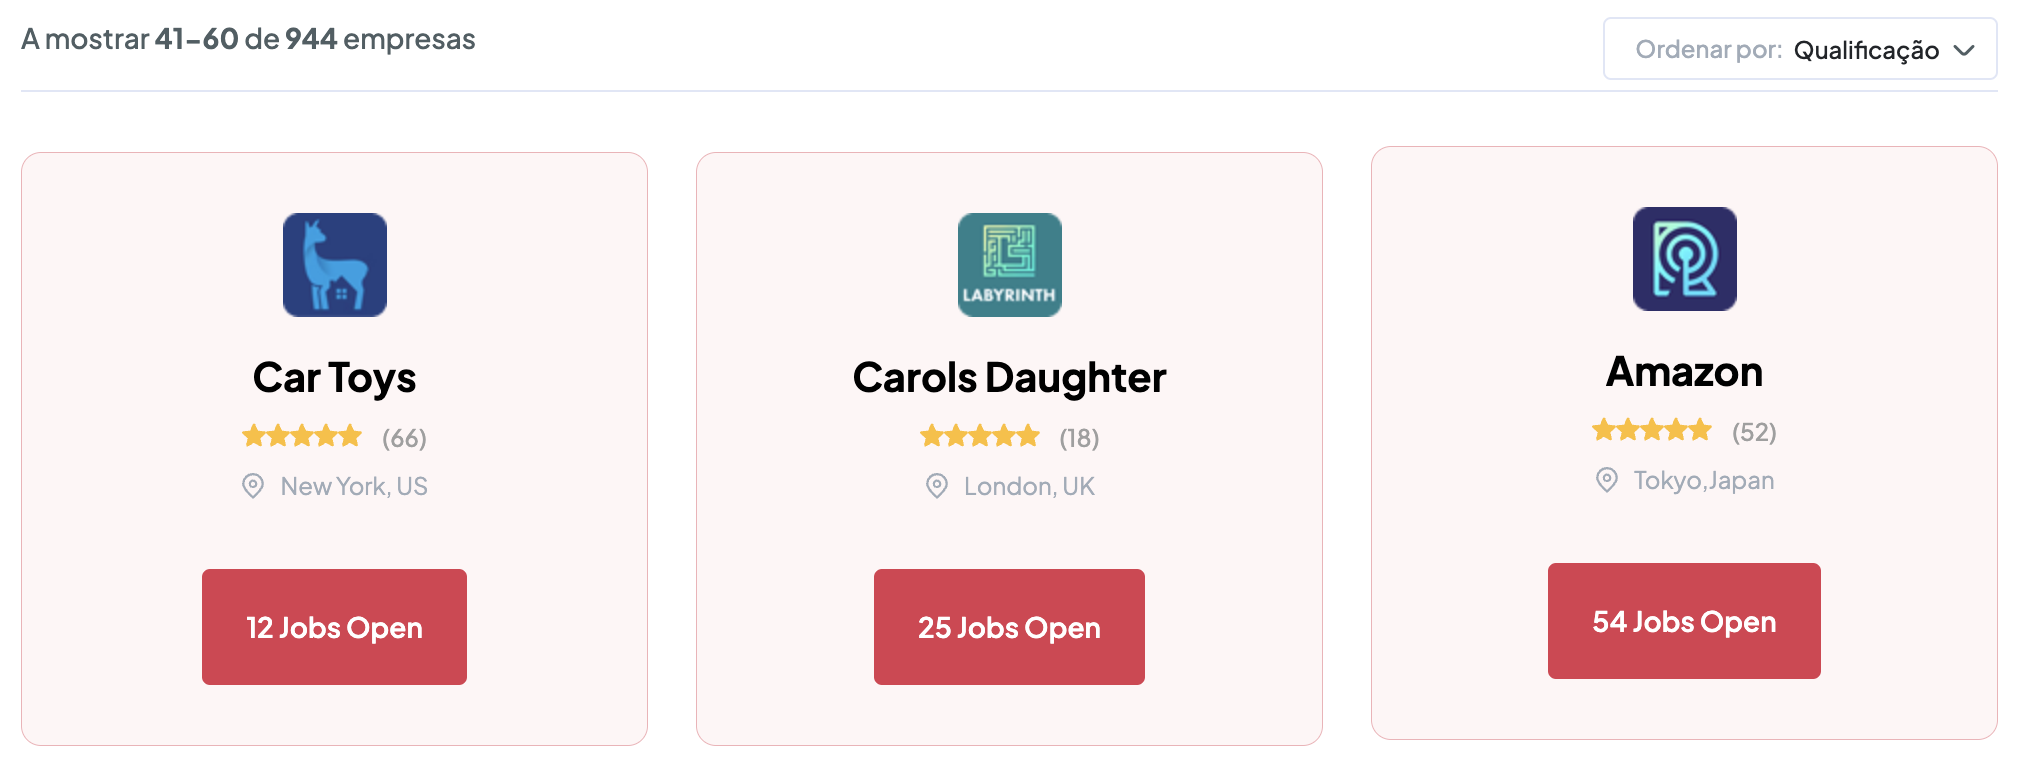 A mostrar 41–60 de 944 empresas
Ordenar por: Qualificação
LABYRINTH
Car Toys
(66)
New York, US
12 Jobs Open
Carols Daughter
(18)
London, UK
25 Jobs Open
Amazon
(52)
Tokyo,Japan
54 Jobs Open